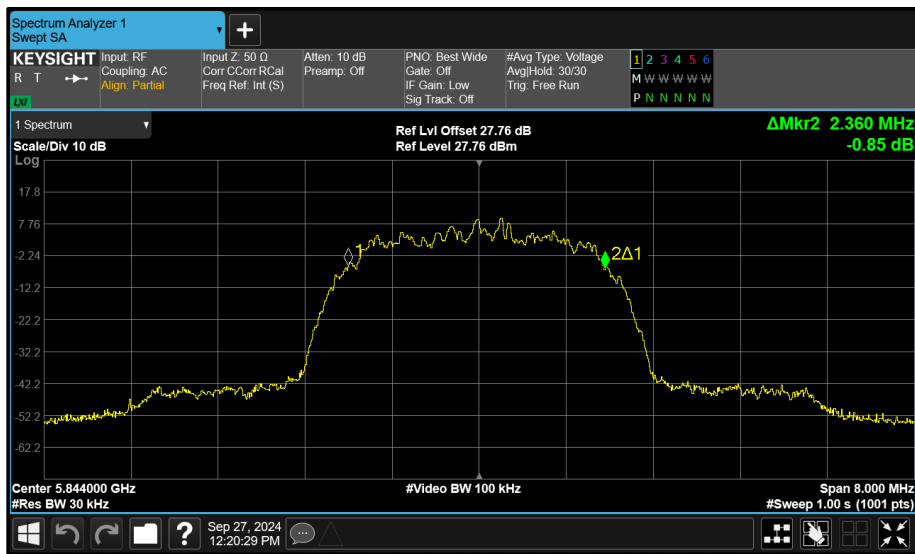 Spectrum Analyzer 1
Swept SA
KEYSIGHT
R T
LXI
Input: RF
Coupling: AC
Align: Partial
Input Z: 50 Ω
Corr CCorr RCal
Freq Ref: Int (S)
Atten: 10 dB
Preamp: Off
PNO: Best Wide
Gate: Off
IF Gain: Low
Sig Track: Off
#Avg Type: Voltage
Avg|Hold: 30/30
Trig: Free Run
1 2 3 4 5 6
M W W W W W
P N N N N N
1 Spectrum
Scale/Div 10 dB
Ref Lvl Offset 27.76 dB
Ref Level 27.76 dBm
ΔMkr2 2.360 MHz
-0.85 dB
Log
17.8
7.76
-2.24
-12.2
-22.2
-32.2
-42.2
-52.2
-62.2
1
2Δ1
Center 5.844000 GHz
#Res BW 30 kHz
#Video BW 100 kHz
Span 8.000 MHz
#Sweep 1.00 s (1001 pts)
?
Sep 27, 2024
12:20:29 PM